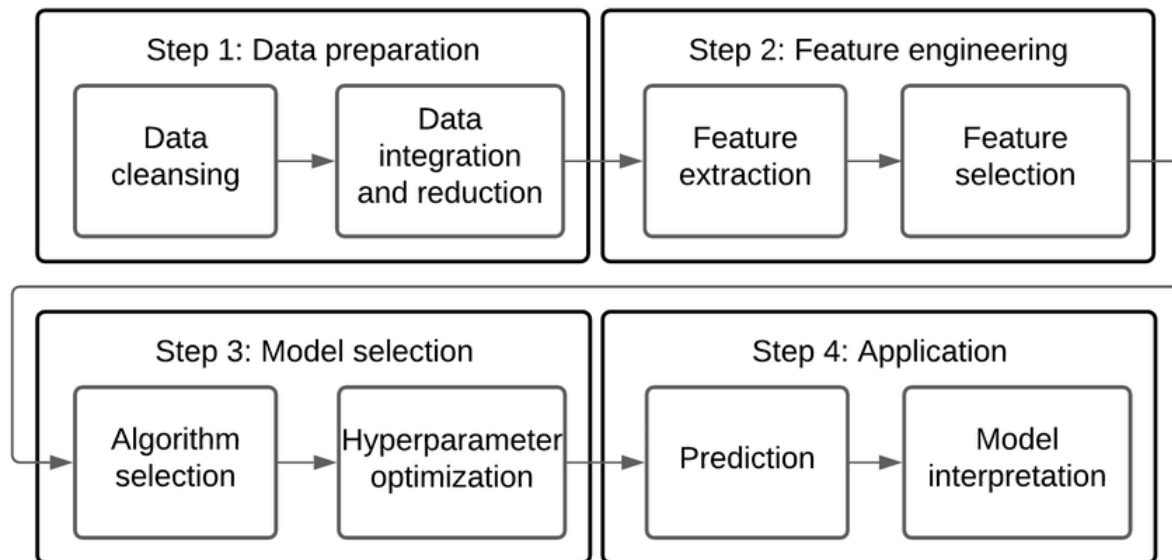 Step 1: Data preparation
Data
cleansing
Data
integration
and reduction
Step 2: Feature engineering
Feature
extraction
Feature
selection
Step 3: Model selection
Algorithm
selection
Hyperparameter
optimization
Step 4: Application
Prediction
Model
interpretation